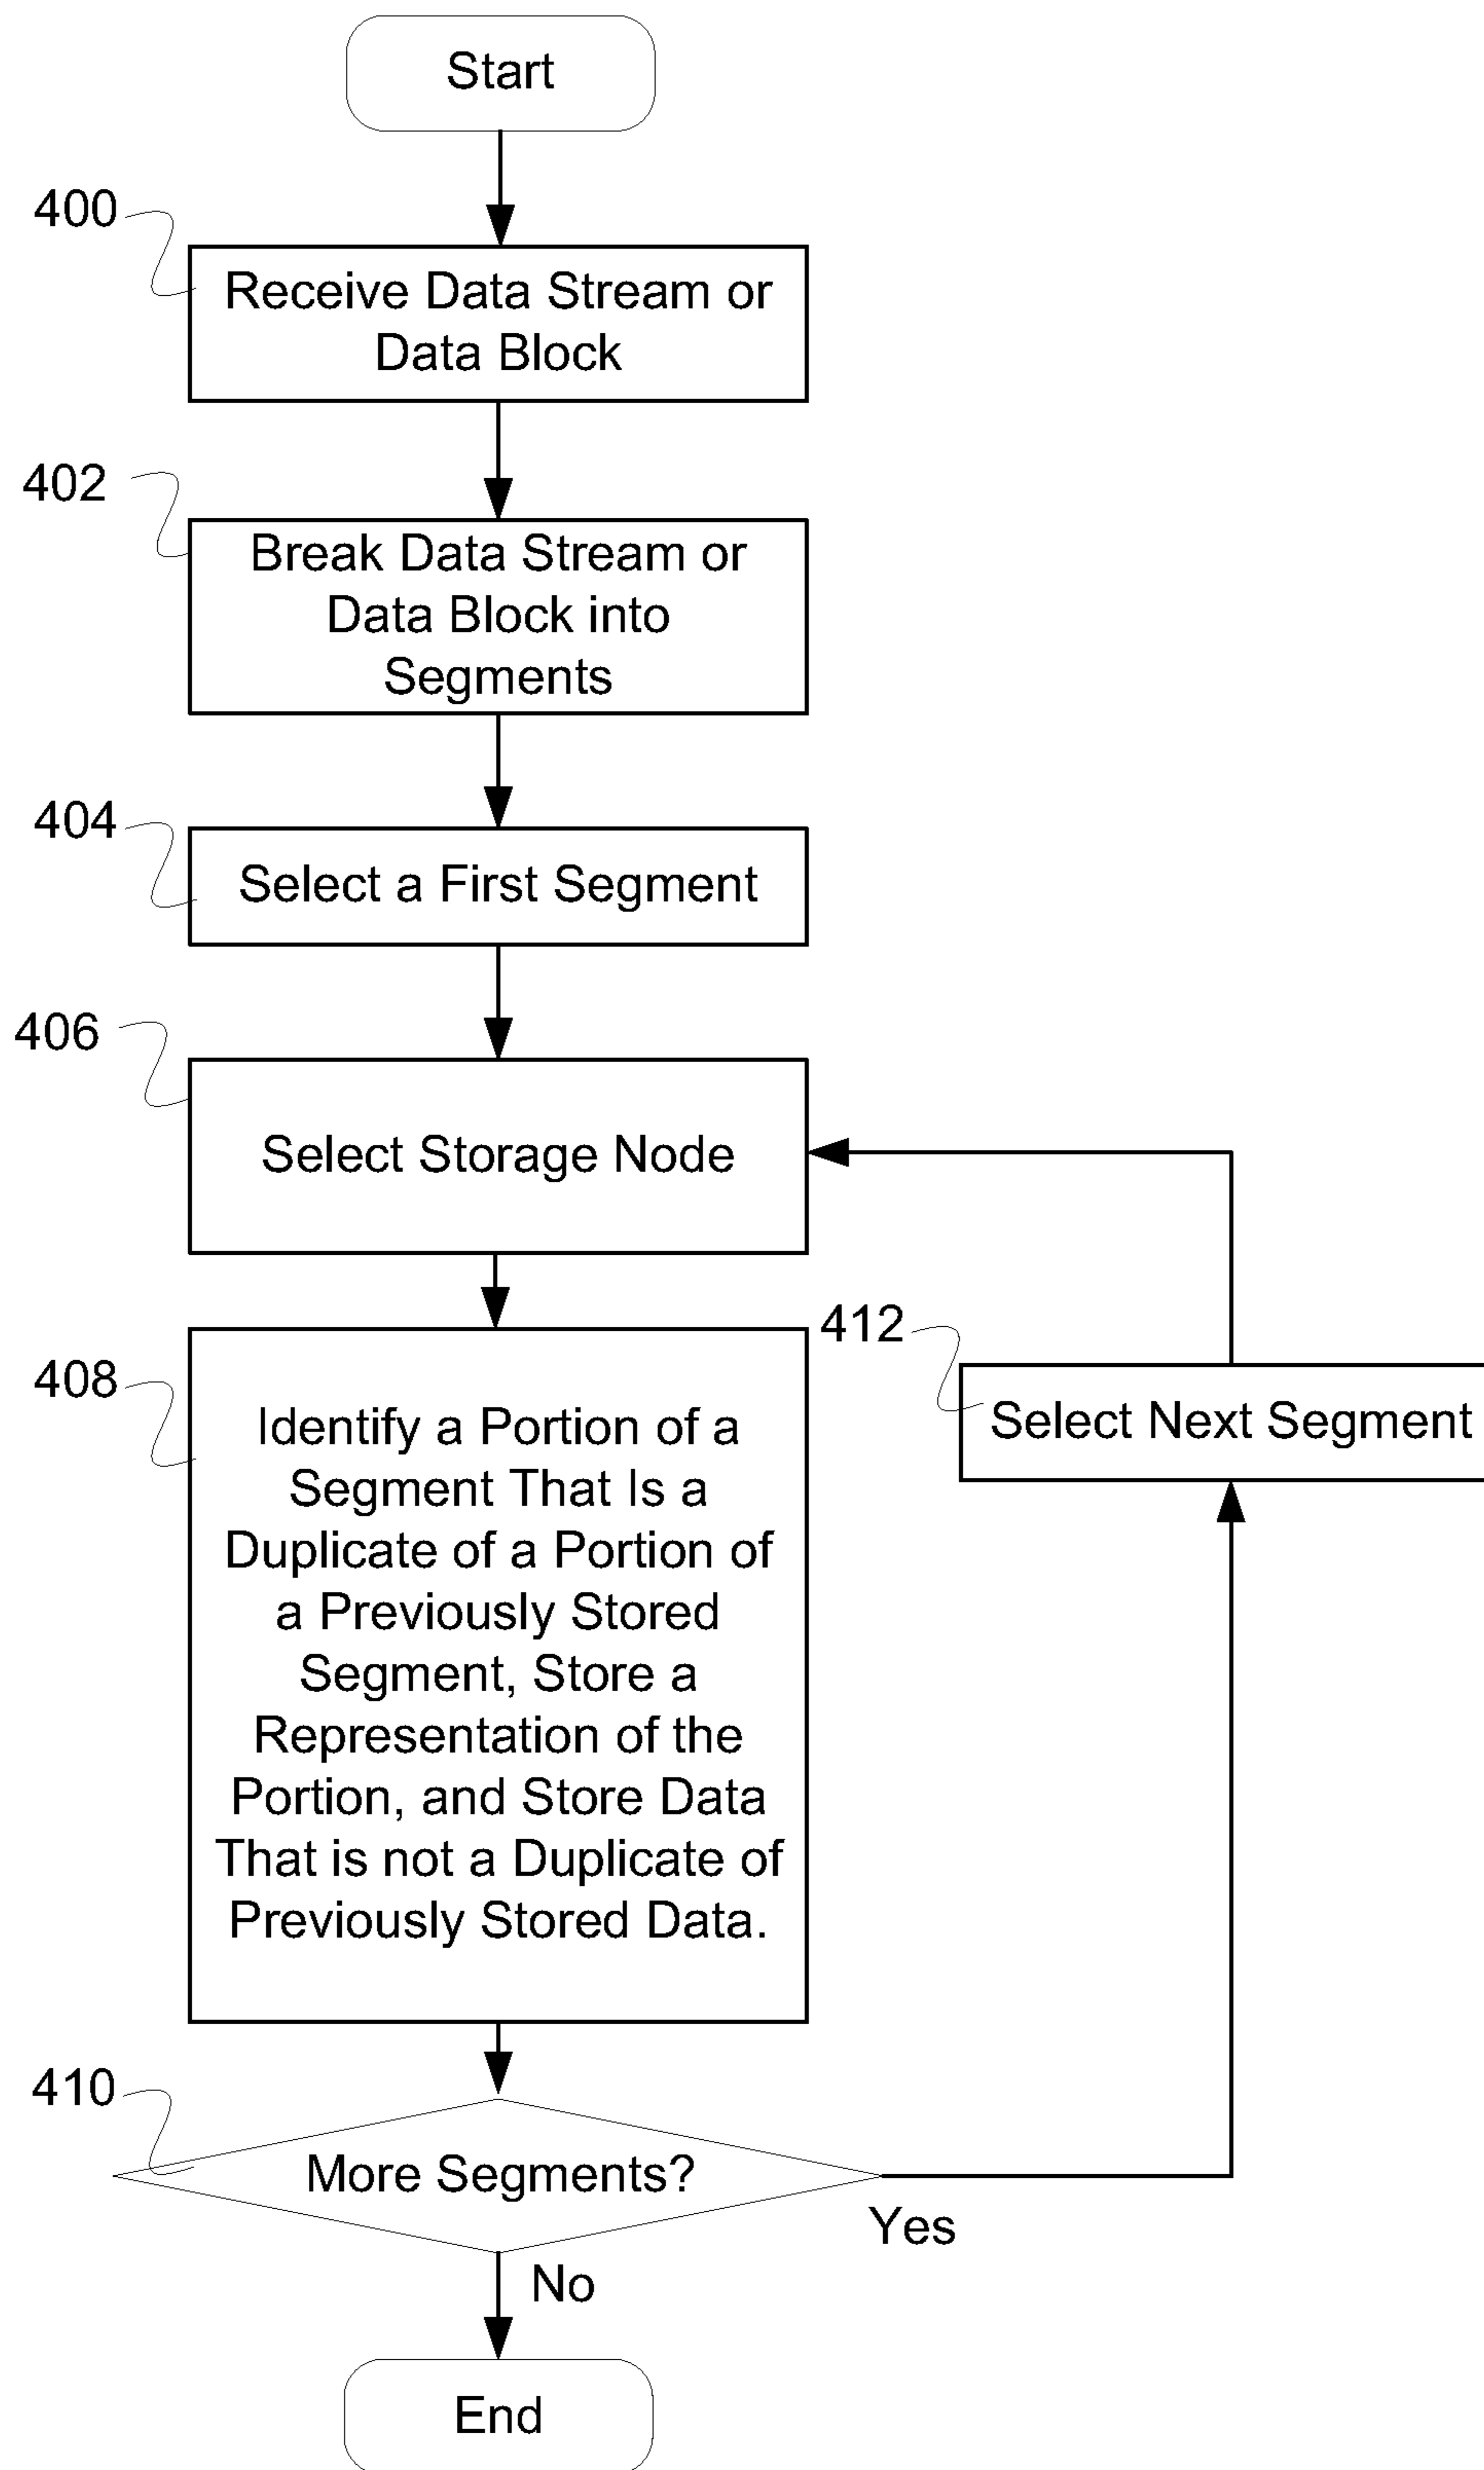 Start
400
Receive Data Stream or
Data Block
402
Break Data Stream or
Data Block into
Segments
404
Select a First Segment
406
Select Storage Node
408
Identify a Portion of a
Segment That Is a
Duplicate of a Portion of
a Previously Stored
Segment, Store a
Representation of the
Portion, and Store Data
That is not a Duplicate of
Previously Stored Data.
412
Select Next Segment
410
More Segments?
Yes
No
End